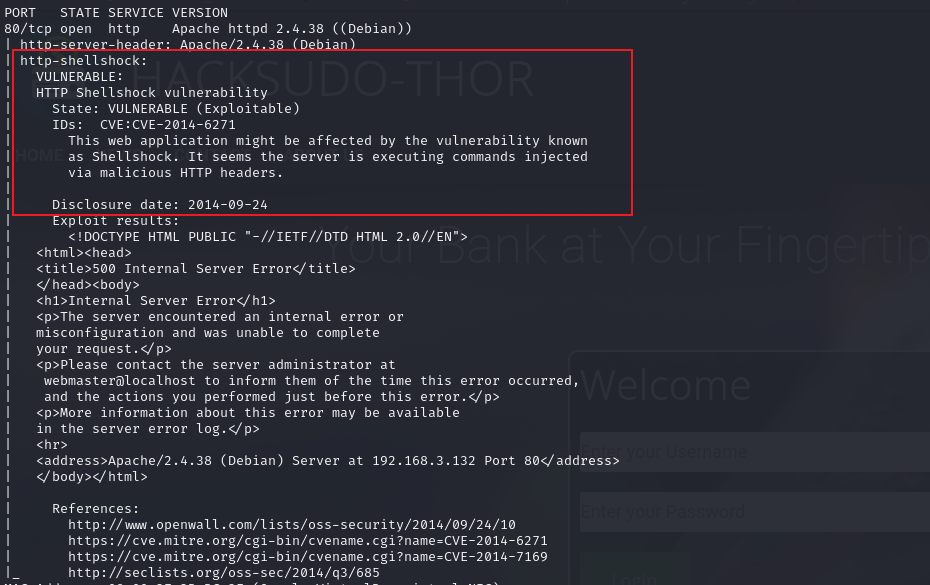 PORT   STATE SERVICE VERSION
80/tcp open  http    Apache httpd 2.4.38 ((Debian))
| http-server-header: Apache/2.4.38 (Debian)
| http-shellshock:
|   VULNERABLE:
|   HTTP Shellshock vulnerability
|     State: VULNERABLE (Exploitable)
|     IDs:  CVE:CVE-2014-6271
|       This web application might be affected by the vulnerability known
|       as Shellshock. It seems the server is executing commands injected
|       via malicious HTTP headers.
|
|     Disclosure date: 2014-09-24
|     Exploit results:
|       <!DOCTYPE HTML PUBLIC "-//IETF//DTD HTML 2.0//EN">
|   <html><head>
|   <title>500 Internal Server Error</title>
|   </head><body>
|   <h1>Internal Server Error</h1>
|   <p>The server encountered an internal error or
|   misconfiguration and was unable to complete
|   your request.</p>
|   <p>Please contact the server administrator at
|    webmaster@localhost to inform them of the time this error occurred,
|    and the actions you performed just before this error.</p>
|   <p>More information about this error may be available
|   in the server error log.</p>
|   <hr>
|   <address>Apache/2.4.38 (Debian) Server at 192.168.3.132 Port 80</address>
|   </body></html>
|
|     References:
|       http://www.openwall.com/lists/oss-security/2014/09/24/10
|       https://cve.mitre.org/cgi-bin/cvename.cgi?name=CVE-2014-6271
|       https://cve.mitre.org/cgi-bin/cvename.cgi?name=CVE-2014-7169
|_      http://seclists.org/oss-sec/2014/q3/685
HACKSUDO-THOR
HOME
Your Bank at Your Fingertip
Welcome
Enter your Username
Enter your Password
Login